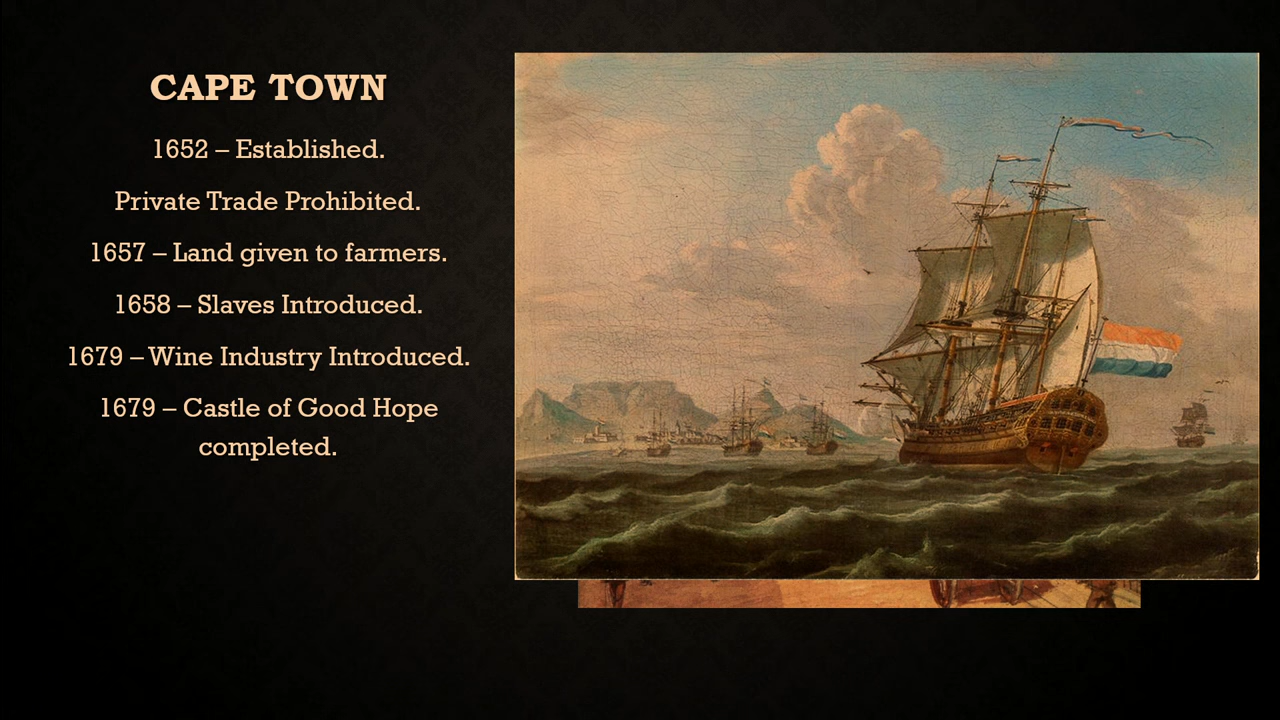 CAPE TOWN
1652 – Established.
Private Trade Prohibited.
1657 – Land given to farmers.
1658 – Slaves Introduced.
1679 – Wine Industry Introduced.
1679 – Castle of Good Hope
completed.